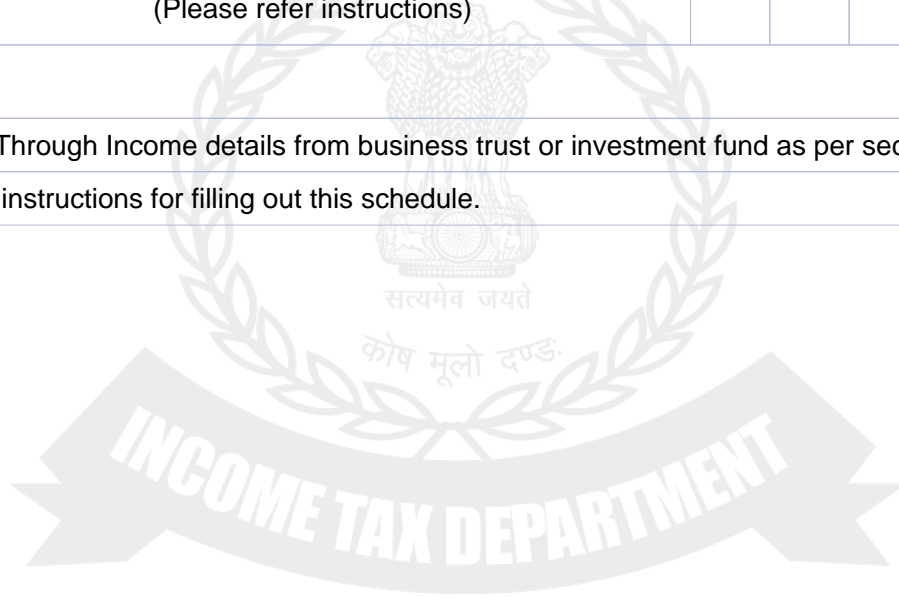 (Please refer instructions)
Through Income details from business trust or investment fund as per sec
instructions for filling out this schedule.
सत्यमेव जयते
कोष मूलो दण्डः
INCOME TAX DEPARTMENT